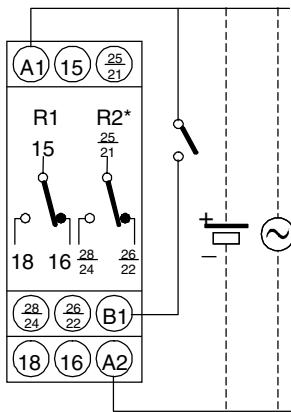 A1 15 25/21
R1 R2*
15 25/21
18 16 28/24 26/22
+
–
~
28/24 26/22 B1
18 16 A2